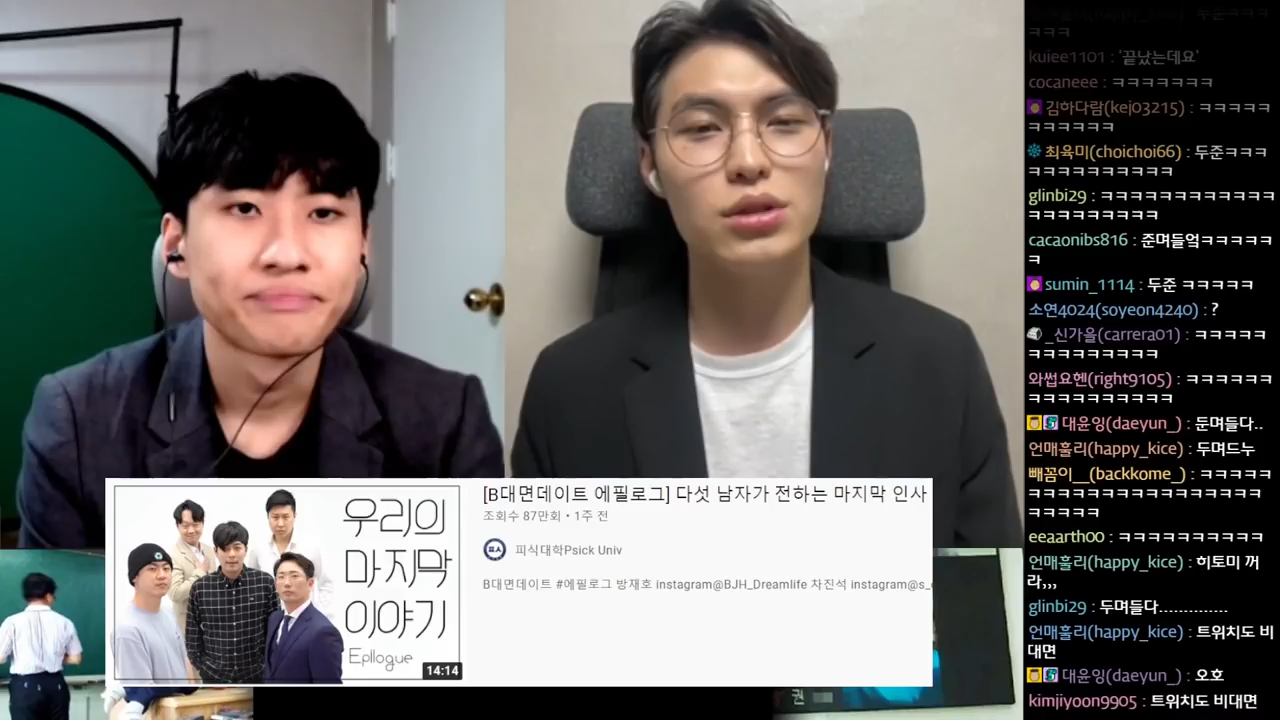 우리의
마지막
이야기
Epilogue
14:14
[B대면데이트 에필로그] 다섯 남자가 전하는 마지막 인사
조회수 87만회 • 1주 전
피식대학Psick Univ
B대면데이트 #에필로그 방재호 instagram@BJH_Dreamlife 차진석 instagram@s_
권
ㅋㅋㅋ
kuiee1101 : '끝났는데요'
cocaneee : ㅋㅋㅋㅋㅋㅋㅋ
김하다람(kej03215) : ㅋㅋㅋㅋㅋ
ㅋㅋㅋㅋㅋㅋ
최육미(choichoi66) : 두준ㅋㅋㅋ
ㅋㅋㅋㅋㅋㅋㅋㅋㅋㅋ
glinbi29 : ㅋㅋㅋㅋㅋㅋㅋㅋㅋㅋㅋㅋ
ㅋㅋㅋㅋㅋㅋㅋㅋㅋ
cacaonibs816 : 준며들엌ㅋㅋㅋㅋㅋ
ㅋ
sumin_1114 : 두준 ㅋㅋㅋㅋㅋ
소연4024(soyeon4240) : ?
_신가을(carrera01) : ㅋㅋㅋㅋㅋ
ㅋㅋㅋㅋㅋㅋㅋㅋㅋ
와썹요헨(right9105) : ㅋㅋㅋㅋㅋㅋ
ㅋㅋㅋㅋㅋㅋㅋㅋㅋㅋ
대윤잉(daeyun_) : 둔며들다..
언매훌리(happy_kice) : 두며드누
빼꼼이__(backkome_) : ㅋㅋㅋㅋㅋ
ㅋㅋㅋㅋㅋㅋㅋㅋㅋㅋㅋㅋㅋㅋㅋㅋ
ㅋㅋㅋㅋㅋ
eeaarth00 : ㅋㅋㅋㅋㅋㅋㅋㅋㅋㅋ
언매훌리(happy_kice) : 히토미 꺼
라,,,
glinbi29 : 두며들다..............
언매훌리(happy_kice) : 트위치도 비
대면
대윤잉(daeyun_) : 오호
kimjiyoon9905 : 트위치도 비대면